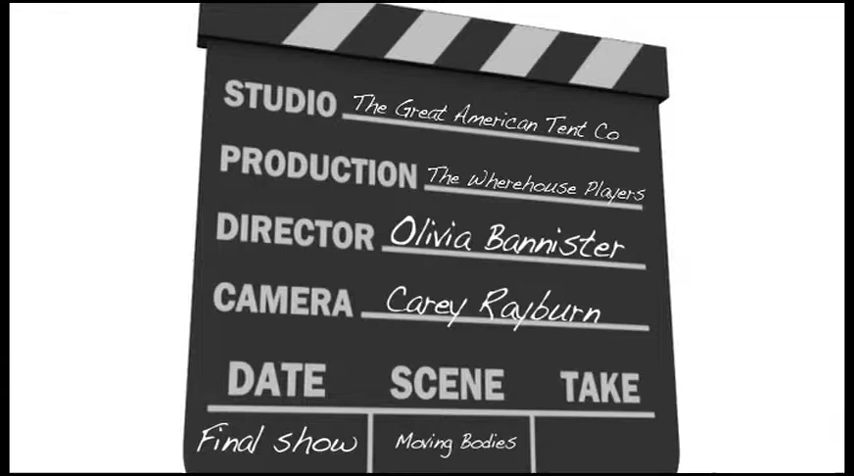 STUDIO The Great American Tent Co
PRODUCTION The Wherehouse Players
DIRECTOR Olivia Bannister
CAMERA Carey Rayburn
DATE SCENE TAKE
Final show Moving Bodies